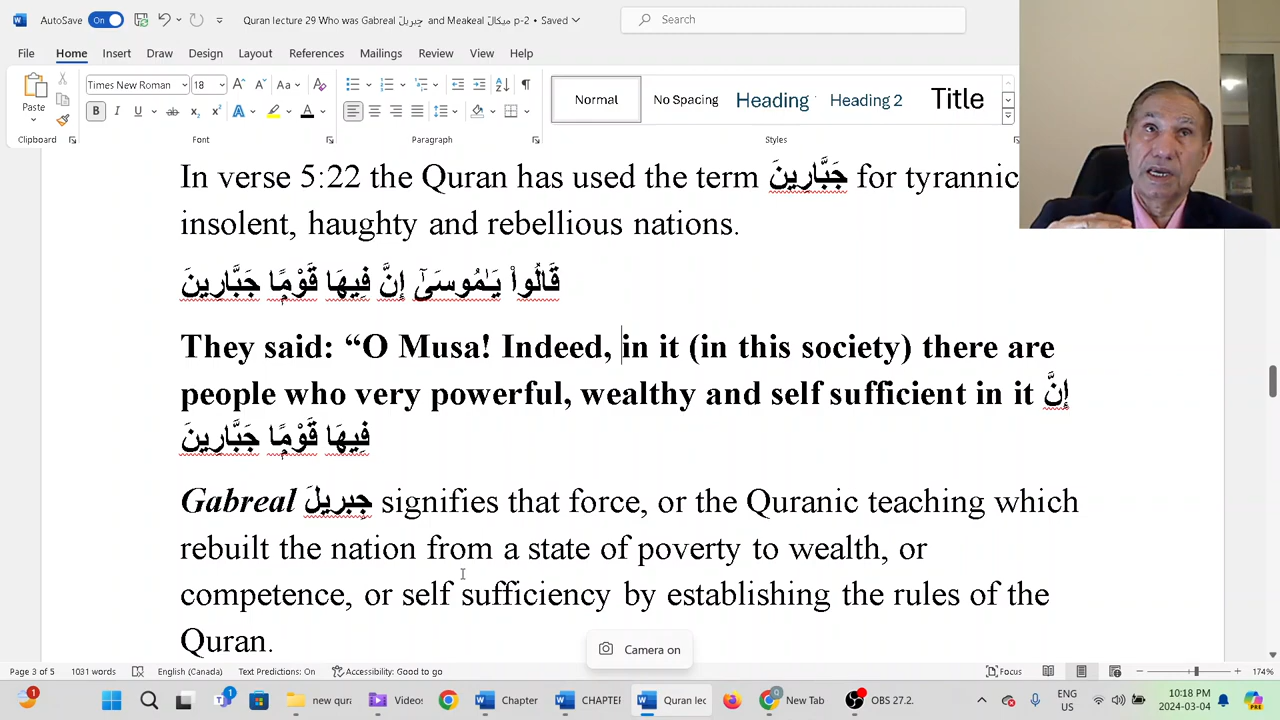 AutoSave On Quran lecture 29 Who was Gabreal جبريل and Meakeal ميكال p-2 • Saved Search
File Home Insert Draw Design Layout References Mailings Review View Help
Paste Times New Roman 18 Normal No Spacing Heading Heading 2 Title
Clipboard Font Paragraph Styles
In verse 5:22 the Quran has used the term جَبَّارِينَ for tyrannic
insolent, haughty and rebellious nations.
قَالُواْ يَـٰمُوسَىٰٓ إِنَّ فِيهَا قَوْمًا جَبَّارِينَ
They said: “O Musa! Indeed, in it (in this society) there are
people who very powerful, wealthy and self sufficient in it إِنَّ
فِيهَا قَوْمًا جَبَّارِينَ
Gabreal جِبرِيلَ signifies that force, or the Quranic teaching which
rebuilt the nation from a state of poverty to wealth, or
competence, or self sufficiency by establishing the rules of the
Quran.
Camera on
Page 3 of 5 1031 words English (Canada) Text Predictions: On Accessibility: Good to go Focus 174%
new qura Videos Chapter CHAPTEI Quran lec New Tab OBS 27.2. ENG US 10:18 PM 2024-03-04